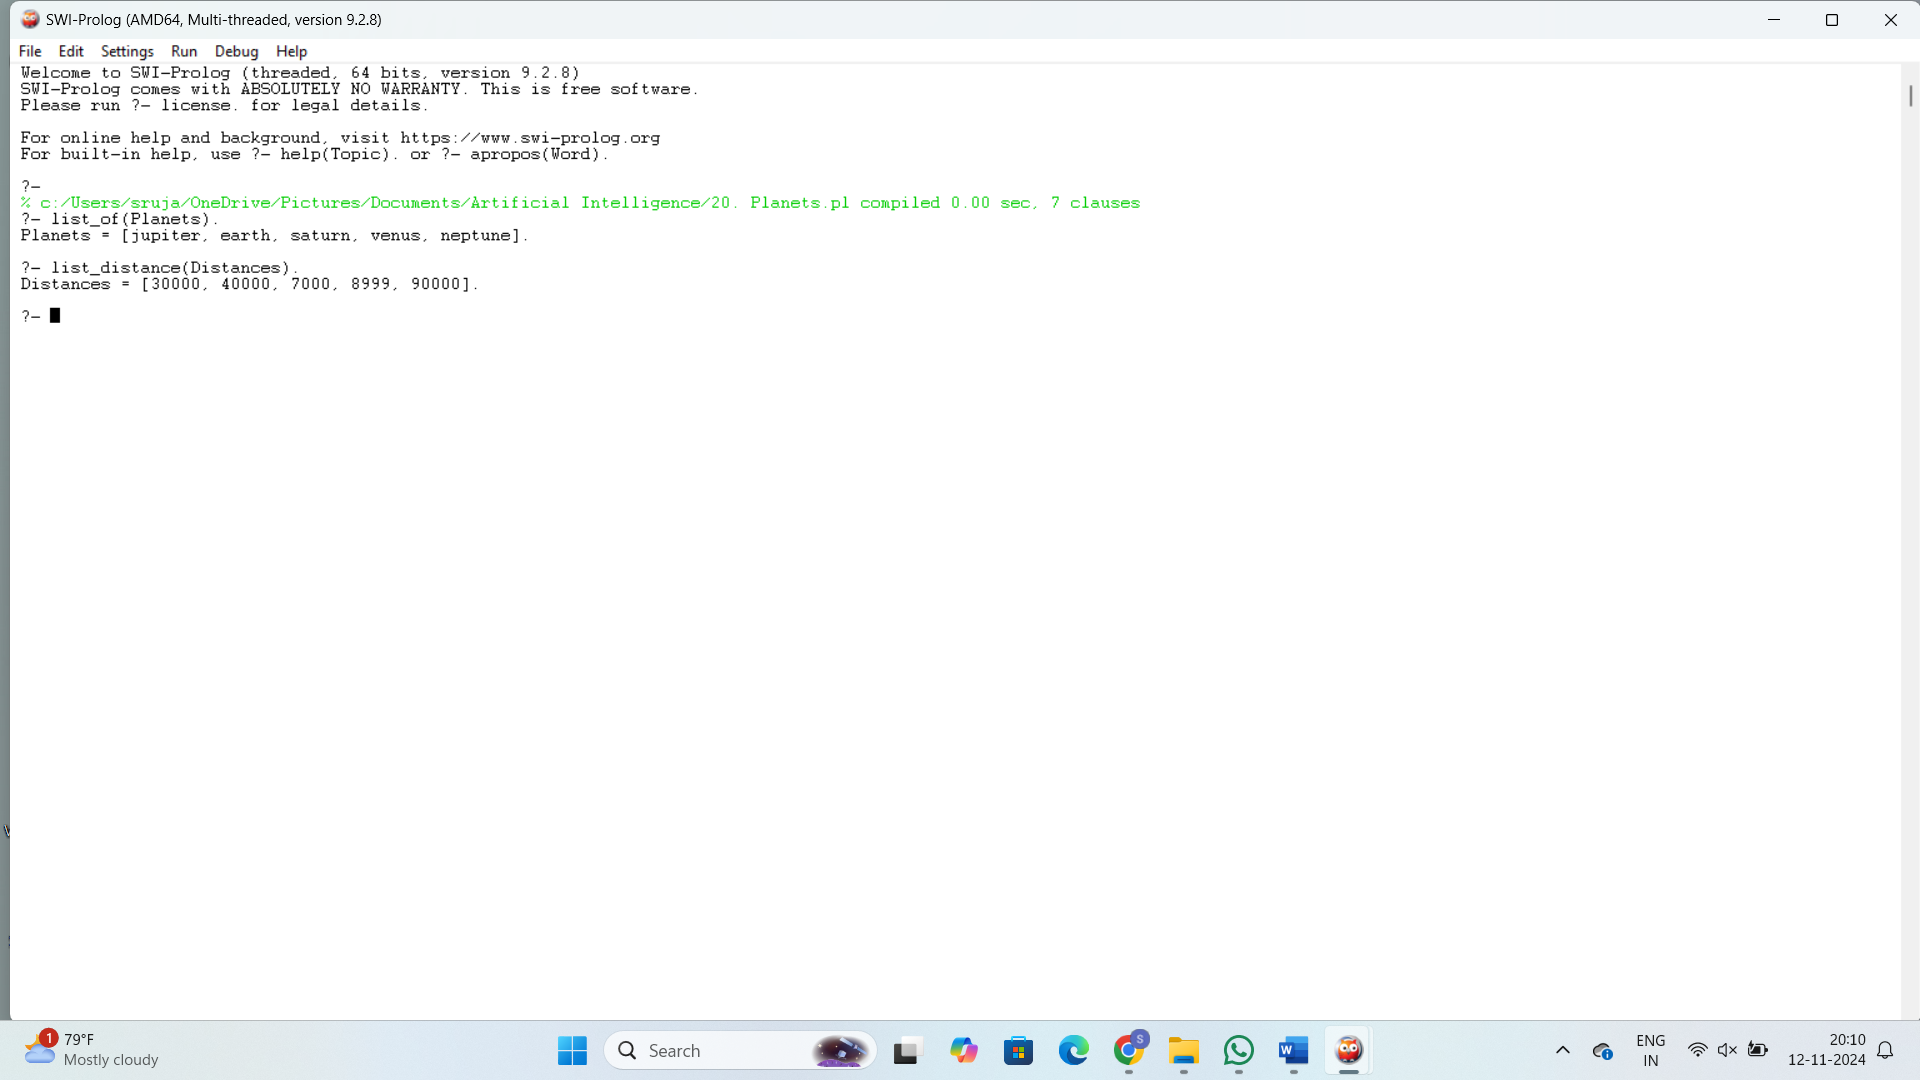 SWI-Prolog (AMD64, Multi-threaded, version 9.2.8)
File Edit Settings Run Debug Help
Welcome to SWI-Prolog (threaded, 64 bits, version 9.2.8)
SWI-Prolog comes with ABSOLUTELY NO WARRANTY. This is free software.
Please run ?- license. for legal details.
For online help and background, visit https://www.swi-prolog.org
For built-in help, use ?- help(Topic). or ?- apropos(Word).
?-
% c:/Users/sruja/OneDrive/Pictures/Documents/Artificial Intelligence/20. Planets.pl compiled 0.00 sec, 7 clauses
?- list_of(Planets).
Planets = [jupiter, earth, saturn, venus, neptune].
?- list_distance(Distances).
Distances = [30000, 40000, 7000, 8999, 90000].
?-
1
79°F
Mostly cloudy
Search
S
W
ENG
IN
20:10
12-11-2024